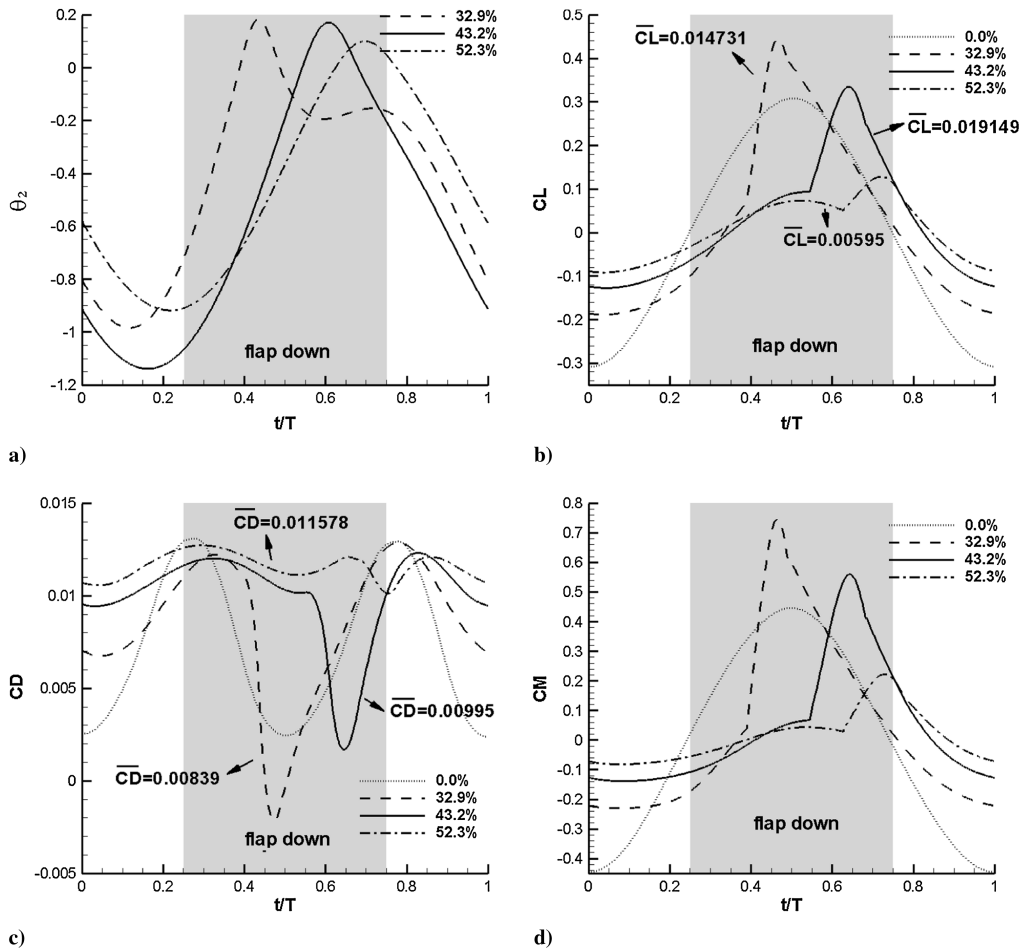 0.2
0
-0.2
-0.4
-0.6
-0.8
-1
-1.2
θ2
32.9%
43.2%
52.3%
flap down
0 0.2 0.4 0.6 0.8 1
t/T
a)
0.5
0.4
0.3
0.2
0.1
0
-0.1
-0.2
-0.3
CL
CL=0.014731
0.0%
32.9%
43.2%
52.3%
CL=0.019149
CL=0.00595
flap down
0 0.2 0.4 0.6 0.8 1
t/T
b)
0.015
0.01
0.005
0
-0.005
CD
CD=0.011578
CD=0.00995
CD=0.00839
0.0%
32.9%
43.2%
52.3%
flap down
0 0.2 0.4 0.6 0.8 1
t/T
c)
0.8
0.7
0.6
0.5
0.4
0.3
0.2
0.1
0
-0.1
-0.2
-0.3
-0.4
CM
0.0%
32.9%
43.2%
52.3%
flap down
0 0.2 0.4 0.6 0.8 1
t/T
d)